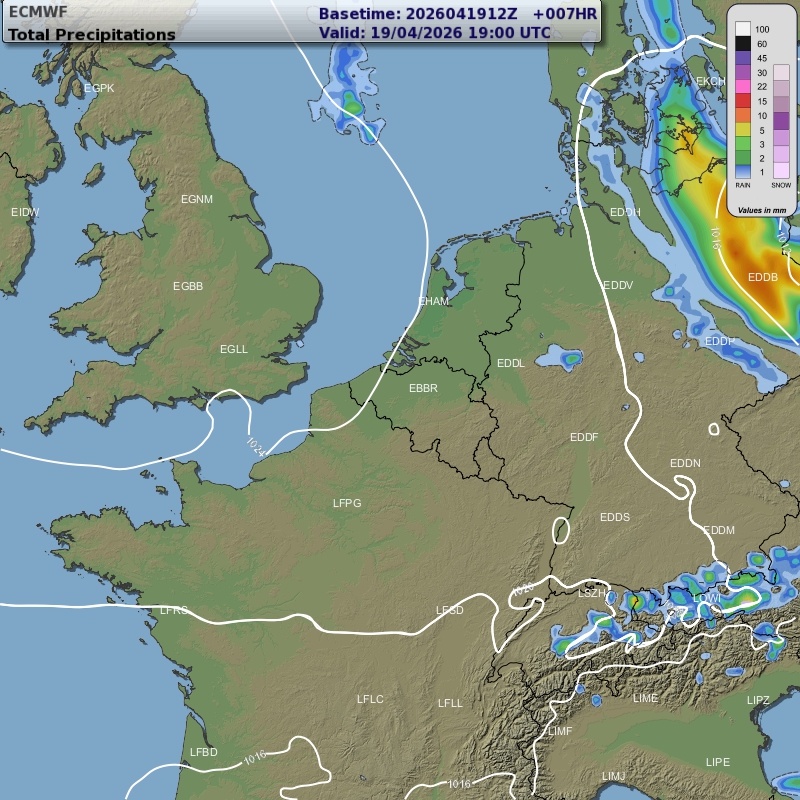 ECMWF
Basetime: 2026041912Z +007HR
Total Precipitations
Valid: 19/04/2026 19:00 UTC
100
60
45
30
22
15
10
5
3
2
1
RAIN
SNOW
Values in mm
EGPK
EKCH
EGNM
EIDW
EDDH
1016
1012
EDDB
EGBB
EDDV
EHAM
EGLL
EDDP
EDDL
EBBR
EDDF
1024
EDDN
LFPG
EDDS
EDDM
1020
LSZH
LOWI
LFRS
LFSD
LFLC
LFLL
LIME
LIPZ
LIMF
LFBD
1016
LIPE
1016
LIMJ